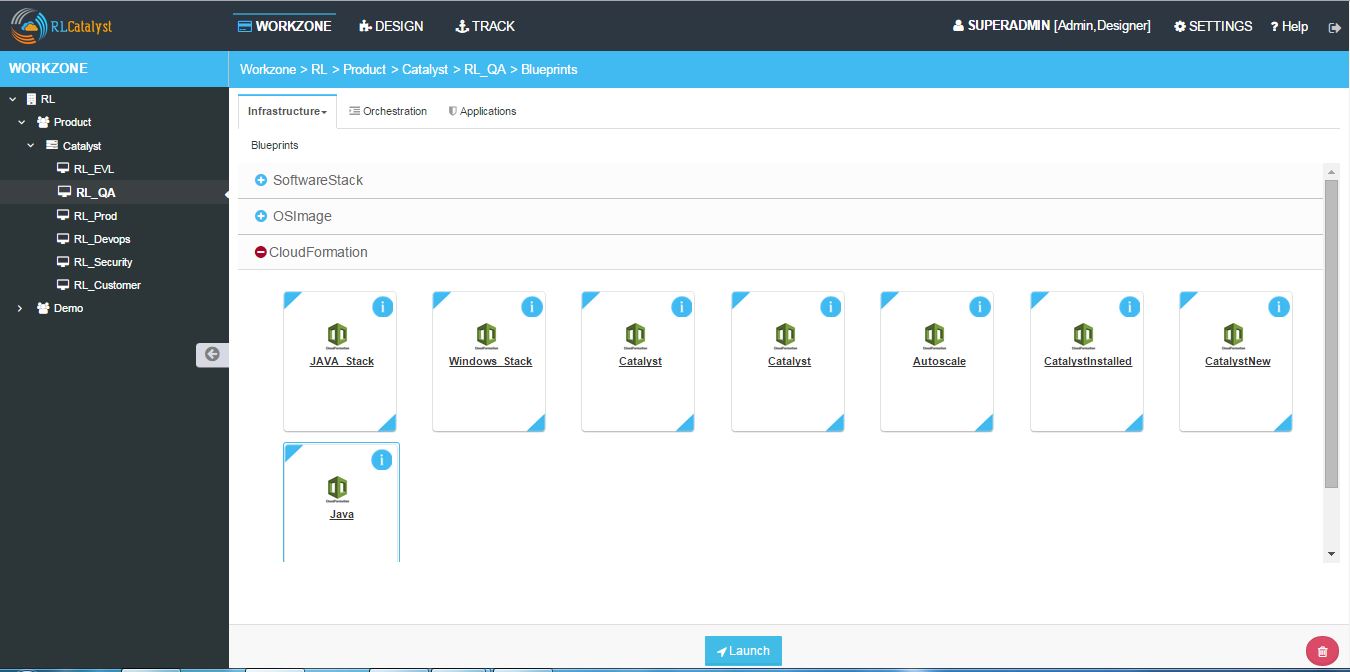 RLCatalyst
WORKZONE DESIGN TRACK SUPERADMIN [Admin,Designer] SETTINGS ? Help
WORKZONE
Workzone > RL > Product > Catalyst > RL_QA > Blueprints
RL
Product
Catalyst
RL_EVL
RL_QA
RL_Prod
RL_Devops
RL_Security
RL_Customer
Demo
Infrastructure Orchestration Applications
Blueprints
SoftwareStack
OSImage
CloudFormation
JAVA_Stack Windows_Stack Catalyst Catalyst Autoscale CatalystInstalled CatalystNew
Java
Launch